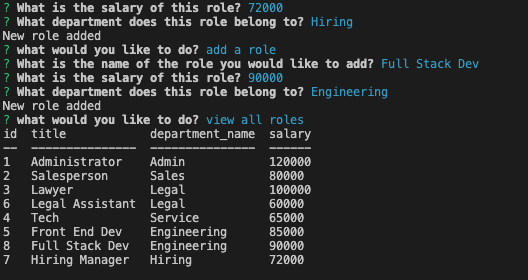 ? What is the salary of this role? 72000
? What department does this role belong to? Hiring
New role added
? what would you like to do? add a role
? What is the name of the role you would like to add? Full Stack Dev
? What is the salary of this role? 90000
? What department does this role belong to? Engineering
New role added
? what would you like to do? view all roles
id  title            department_name  salary
--  ---------------  ---------------  ------
1   Administrator    Admin            120000
2   Salesperson      Sales            80000
3   Lawyer           Legal            100000
6   Legal Assistant  Legal            60000
4   Tech             Service          65000
5   Front End Dev    Engineering      85000
8   Full Stack Dev   Engineering      90000
7   Hiring Manager   Hiring           72000